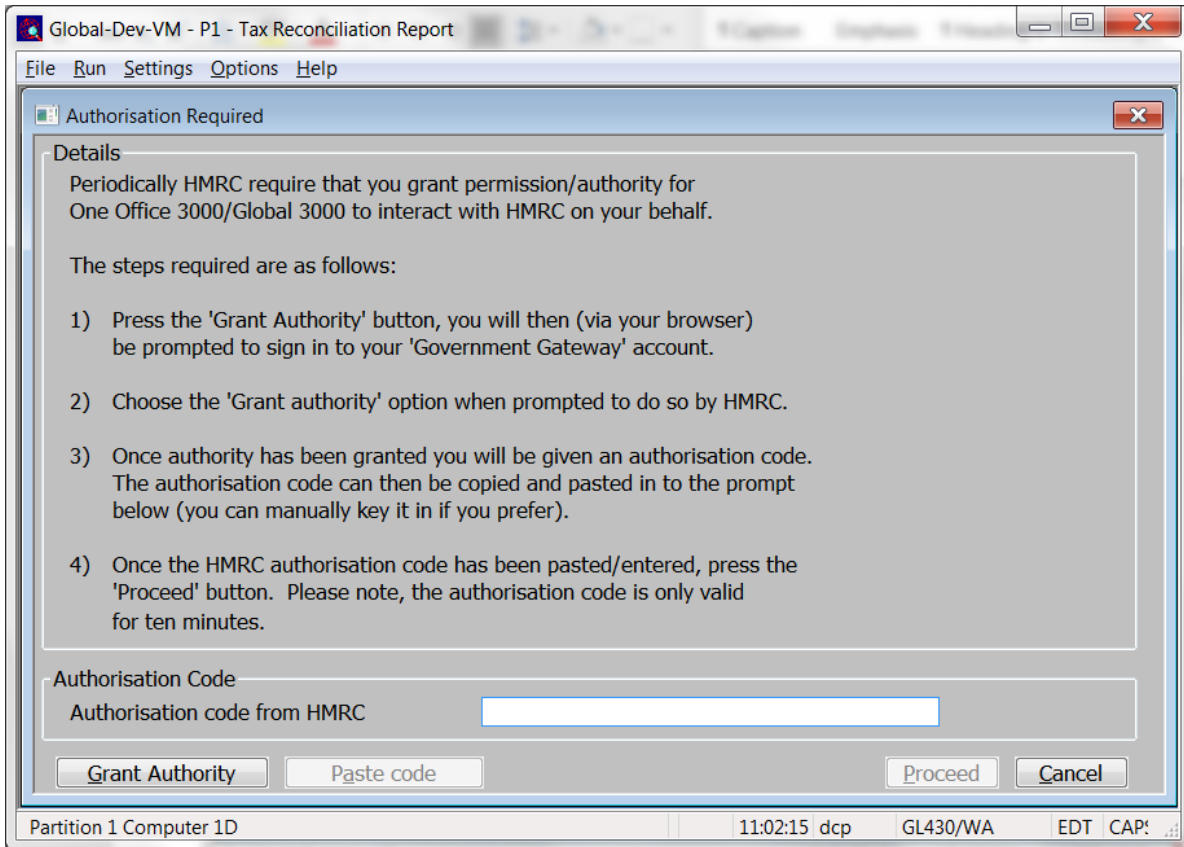 Global-Dev-VM - P1 - Tax Reconciliation Report
Caption Emphasis
File Run Settings Options Help
Authorisation Required
Details
Periodically HMRC require that you grant permission/authority for
One Office 3000/Global 3000 to interact with HMRC on your behalf.
The steps required are as follows:
1) Press the 'Grant Authority' button, you will then (via your browser)
be prompted to sign in to your 'Government Gateway' account.
2) Choose the 'Grant authority' option when prompted to do so by HMRC.
3) Once authority has been granted you will be given an authorisation code.
The authorisation code can then be copied and pasted in to the prompt
below (you can manually key it in if you prefer).
4) Once the HMRC authorisation code has been pasted/entered, press the
'Proceed' button. Please note, the authorisation code is only valid
for ten minutes.
Authorisation Code
Authorisation code from HMRC
Grant Authority Paste code Proceed Cancel
Partition 1 Computer 1D 11:02:15 dcp GL430/WA EDT CAPS